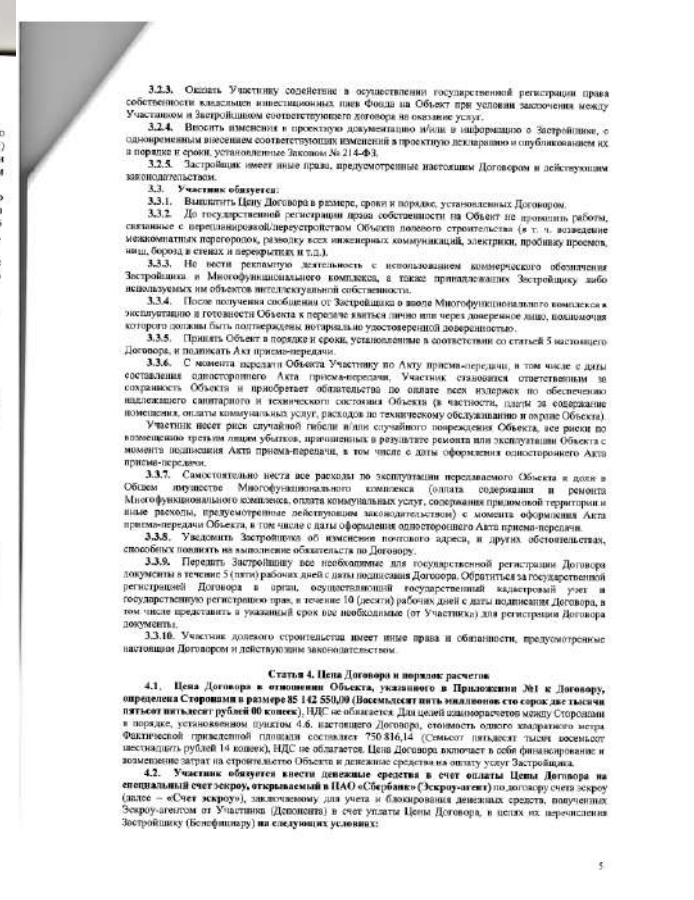 3.2.3. Оказать Участнику содействие в осуществлении государственной регистрации права
собственности владельцев инвестиционных паев Фонда на Объект при условии заключения между
Участником и Застройщиком соответствующего договора на оказание услуг.
3.2.4. Вносить изменения в проектную документацию и/или в информацию о Застройщике, с
одновременным внесением соответствующих изменений в проектную декларацию и опубликованием их
в порядке и сроки, установленные Законом № 214-ФЗ.
3.2.5. Застройщик имеет иные права, предусмотренные настоящим Договором и действующим
законодательством.
3.3. Участник обязуется:
3.3.1. Выплатить Цену Договора в размере, сроки и порядке, установленных Договором.
3.3.2. До государственной регистрации права собственности на Объект не проводить работы,
связанные с перепланировкой/переустройством Объекта долевого строительства (в т. ч. возведение
межкомнатных перегородок, разводку всех инженерных коммуникаций, электрики, пробивку проемов,
ниш, борозд в стенах и перекрытиях и т.д.).
3.3.3. Не вести рекламную деятельность с использованием коммерческого обозначения
Застройщика и Многофункционального комплекса, а также принадлежащих Застройщику либо
используемых им объектов интеллектуальной собственности.
3.3.4. После получения сообщения от Застройщика о вводе Многофункционального комплекса в
эксплуатацию и готовности Объекта к передаче явиться лично или через доверенное лицо, полномочия
которого должны быть подтверждены нотариально удостоверенной доверенностью.
3.3.5. Принять Объект в порядке и сроки, установленные в соответствии со статьей 5 настоящего
Договора, и подписать Акт приема-передачи.
3.3.6. С момента передачи Объекта Участнику по Акту приема-передачи, в том числе с даты
составления одностороннего Акта приема-передачи, Участник становится ответственным за
сохранность Объекта и приобретает обязательства по оплате всех издержек по обеспечению
надлежащего санитарного и технического состояния Объекта (в частности, платы за содержание
помещения, оплаты коммунальных услуг, расходов по техническому обслуживанию и охране Объекта).
Участник несет риск случайной гибели и/или случайного повреждения Объекта, все риски по
возмещению третьим лицам убытков, причиненных в результате ремонта или эксплуатации Объекта с
момента подписания Акта приема-передачи, в том числе с даты оформления одностороннего Акта
приема-передачи.
3.3.7. Самостоятельно нести все расходы по эксплуатации передаваемого Объекта и доли в
Общем имуществе Многофункционального комплекса (оплата содержания и ремонта
Многофункционального комплекса, оплата коммунальных услуг, содержания придомовой территории и
иные расходы, предусмотренные действующим законодательством) с момента оформления Акта
приема-передачи Объекта, в том числе с даты оформления одностороннего Акта приема-передачи.
3.3.8. Уведомить Застройщика об изменении почтового адреса, и других обстоятельствах,
способных повлиять на выполнение обязательств по Договору.
3.3.9. Передать Застройщику все необходимые для государственной регистрации Договора
документы в течение 5 (пяти) рабочих дней с даты подписания Договора. Обратиться за государственной
регистрацией Договора в орган, осуществляющий государственный кадастровый учет и
государственную регистрацию прав, в течение 10 (десяти) рабочих дней с даты подписания Договора, в
том числе представить в указанный срок все необходимые (от Участника) для регистрации Договора
документы.
3.3.10. Участник долевого строительства имеет иные права и обязанности, предусмотренные
настоящим Договором и действующим законодательством.
Статья 4. Цена Договора и порядок расчетов
4.1. Цена Договора в отношении Объекта, указанного в Приложении №1 к Договору,
определена Сторонами в размере 85 142 550,00 (Восемьдесят пять миллионов сто сорок две тысячи
пятьсот пятьдесят рублей 00 копеек), НДС не облагается. Для целей взаиморасчетов между Сторонами
в порядке, установленном пунктом 4.6. настоящего Договора, стоимость одного квадратного метра
Фактической приведенной площади составляет 750 816,14 (Семьсот пятьдесят тысяч восемьсот
шестнадцать рублей 14 копеек), НДС не облагается. Цена Договора включает в себя финансирование и
возмещение затрат на строительство Объекта и денежные средства на оплату услуг Застройщика.
4.2. Участник обязуется внести денежные средства в счет оплаты Цены Договора на
специальный счет эскроу, открываемый в ПАО «Сбербанк» (Эскроу-агент) по договору счета эскроу
(далее – «Счет эскроу»), заключаемому для учета и блокирования денежных средств, полученных
Эскроу-агентом от Участника (Депонента) в счет уплаты Цены Договора, в целях их перечисления
Застройщику (Бенефициару) на следующих условиях:
5